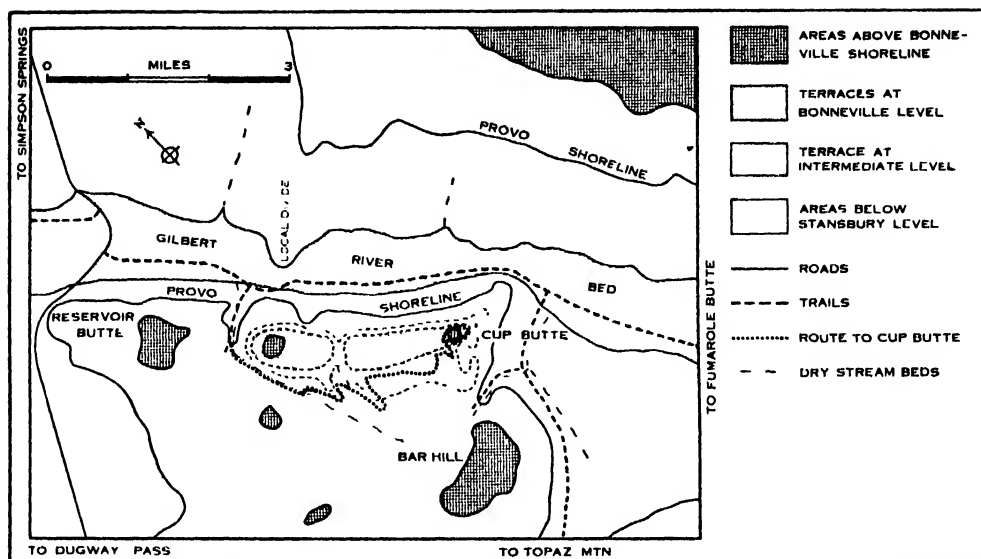 TO SIMPSON SPRINGS
0 MILES 3
N
PROVO
SHORELINE
LOCAL DIVIDE
GILBERT
RIVER
BED
PROVO
SHORELINE
RESERVOIR
BUTTE
CUP BUTTE
BAR HILL
TO FUMAROLE BUTTE
TO DUGWAY PASS
TO TOPAZ MTN
AREAS ABOVE BONNE-
VILLE SHORELINE
TERRACES AT
BONNEVILLE LEVEL
TERRACE AT
INTERMEDIATE LEVEL
AREAS BELOW
STANSBURY LEVEL
ROADS
TRAILS
ROUTE TO CUP BUTTE
DRY STREAM BEDS